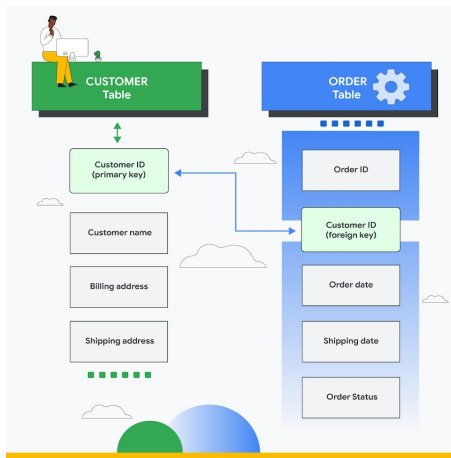 CUSTOMER
Table
Customer ID
(primary key)
Customer name
Billing address
Shipping address
ORDER
Table
Order ID
Customer ID
(foreign key)
Order date
Shipping date
Order Status